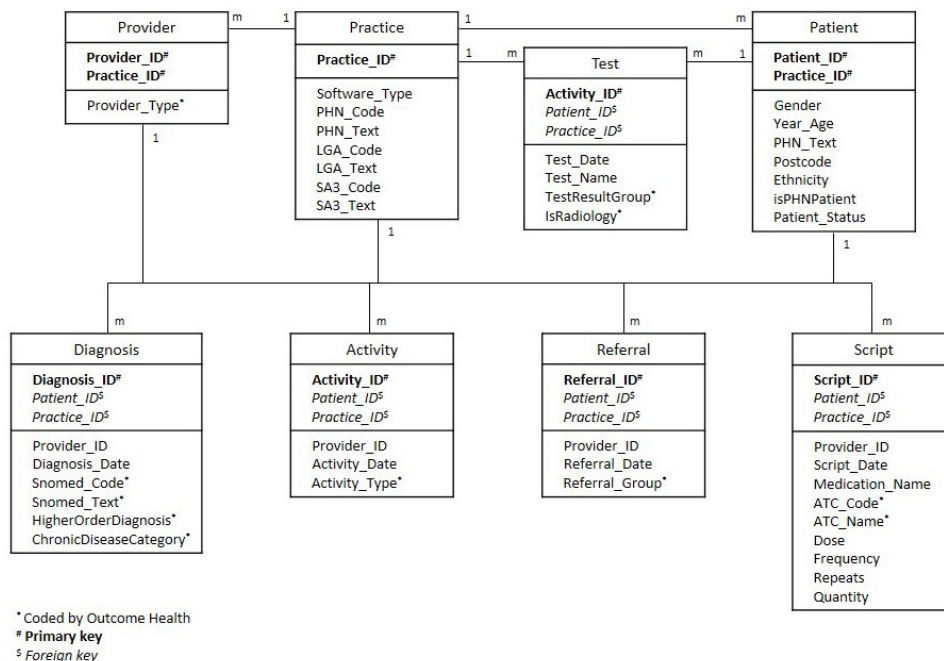 Provider
Provider_ID#
Practice_ID#
Provider_Type*
m
1
Practice
Practice_ID#
Software_Type
PHN_Code
PHN_Text
LGA_Code
LGA_Text
SA3_Code
SA3_Text
1
m
1
m
Test
Activity_ID#
Patient_ID$
Practice_ID$
Test_Date
Test_Name
TestResultGroup*
IsRadiology*
m
1
Patient
Patient_ID#
Practice_ID#
Gender
Year_Age
PHN_Text
Postcode
Ethnicity
isPHNPatient
Patient_Status
1
1
1
m
Diagnosis
Diagnosis_ID#
Patient_ID$
Practice_ID$
Provider_ID
Diagnosis_Date
Snomed_Code*
Snomed_Text*
HigherOrderDiagnosis*
ChronicDiseaseCategory*
m
Activity
Activity_ID#
Patient_ID$
Practice_ID$
Provider_ID
Activity_Date
Activity_Type*
m
Referral
Referral_ID#
Patient_ID$
Practice_ID$
Provider_ID
Referral_Date
Referral_Group*
m
Script
Script_ID#
Patient_ID$
Practice_ID$
Provider_ID
Script_Date
Medication_Name
ATC_Code*
ATC_Name*
Dose
Frequency
Repeats
Quantity
* Coded by Outcome Health
# Primary key
$ Foreign key